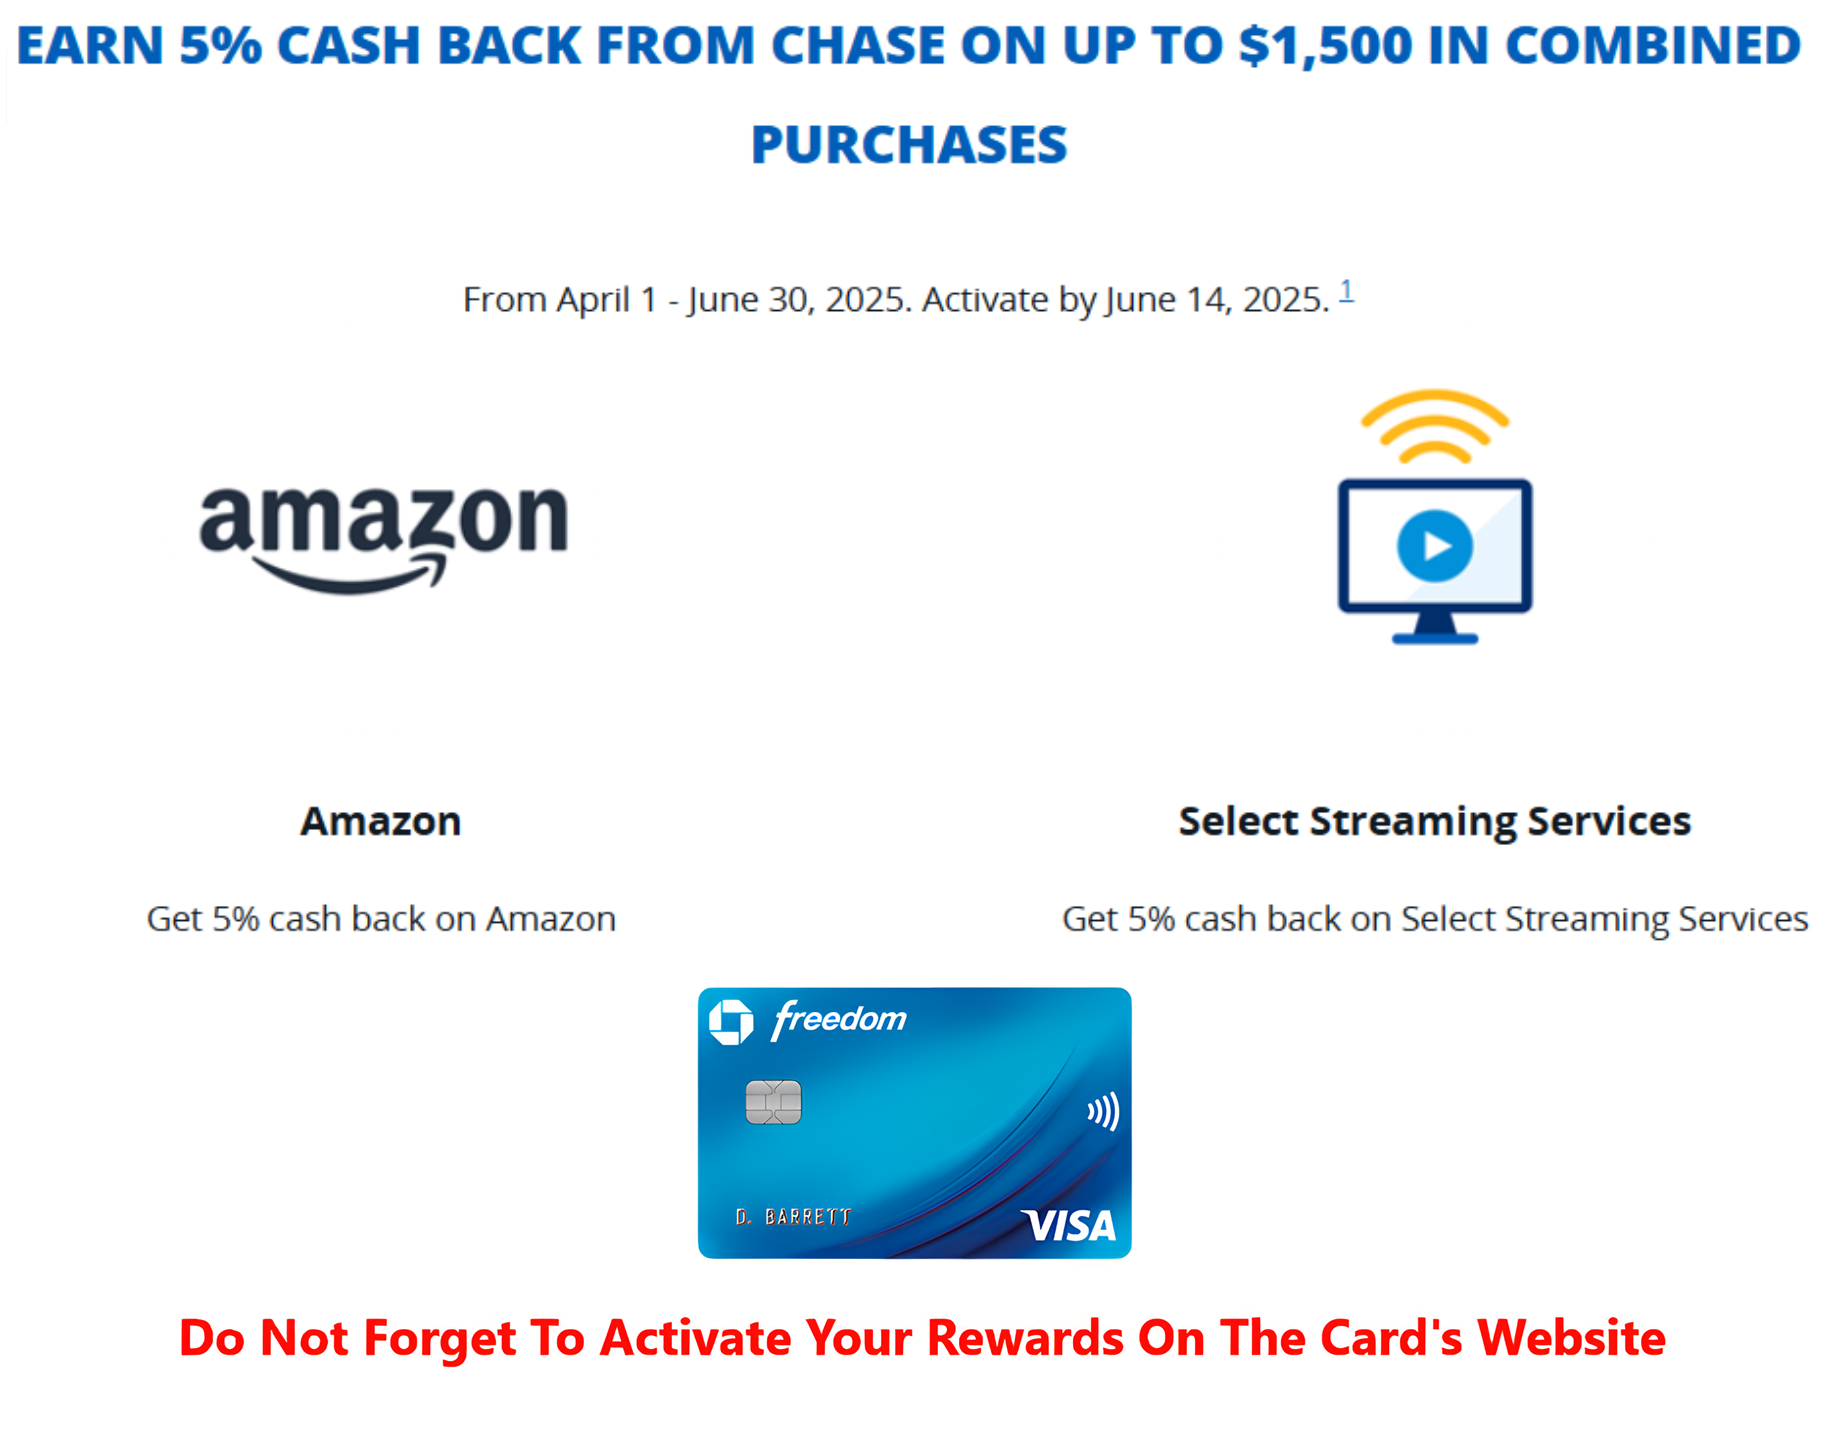 EARN 5% CASH BACK FROM CHASE ON UP TO $1,500 IN COMBINED
PURCHASES
From April 1 - June 30, 2025. Activate by June 14, 2025. 1
amazon
Amazon
Select Streaming Services
Get 5% cash back on Amazon
Get 5% cash back on Select Streaming Services
freedom
D. BARRETT
VISA
Do Not Forget To Activate Your Rewards On The Card's Website